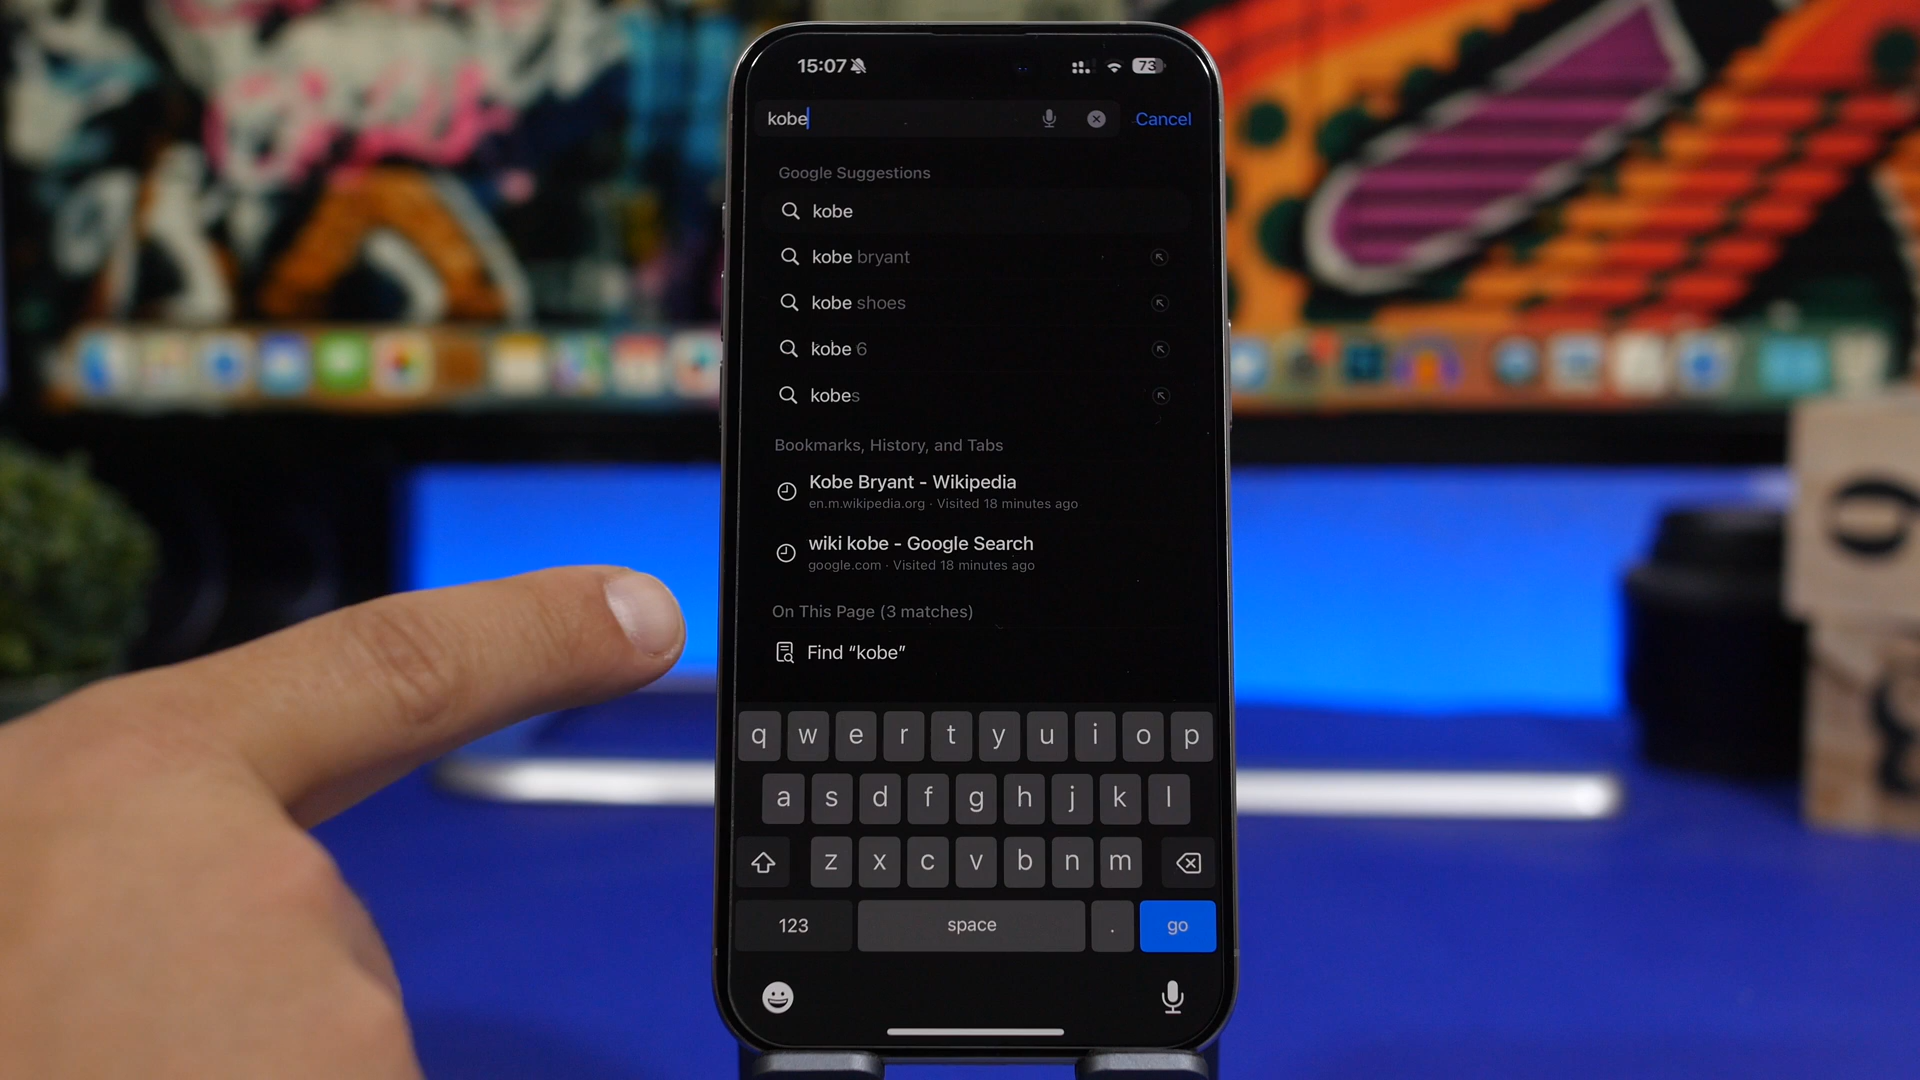 15:07
73
kobe
Cancel
Google Suggestions
kobe
kobe bryant
kobe shoes
kobe 6
kobes
Bookmarks, History, and Tabs
Kobe Bryant - Wikipedia
en.m.wikipedia.org · Visited 18 minutes ago
wiki kobe - Google Search
google.com · Visited 18 minutes ago
On This Page (3 matches)
Find “kobe”
q w e r t y u i o p
a s d f g h j k l
z x c v b n m
123 space . go